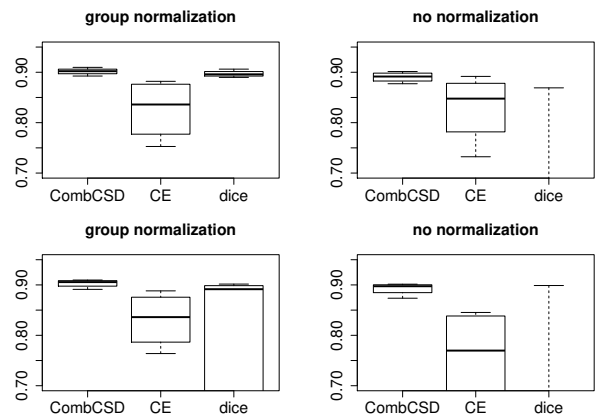 group normalization
no normalization
0.90
0.80
0.70
CombCSD CE dice
0.90
0.80
0.70
CombCSD CE dice
group normalization
no normalization
0.90
0.80
0.70
CombCSD CE dice
0.90
0.80
0.70
CombCSD CE dice